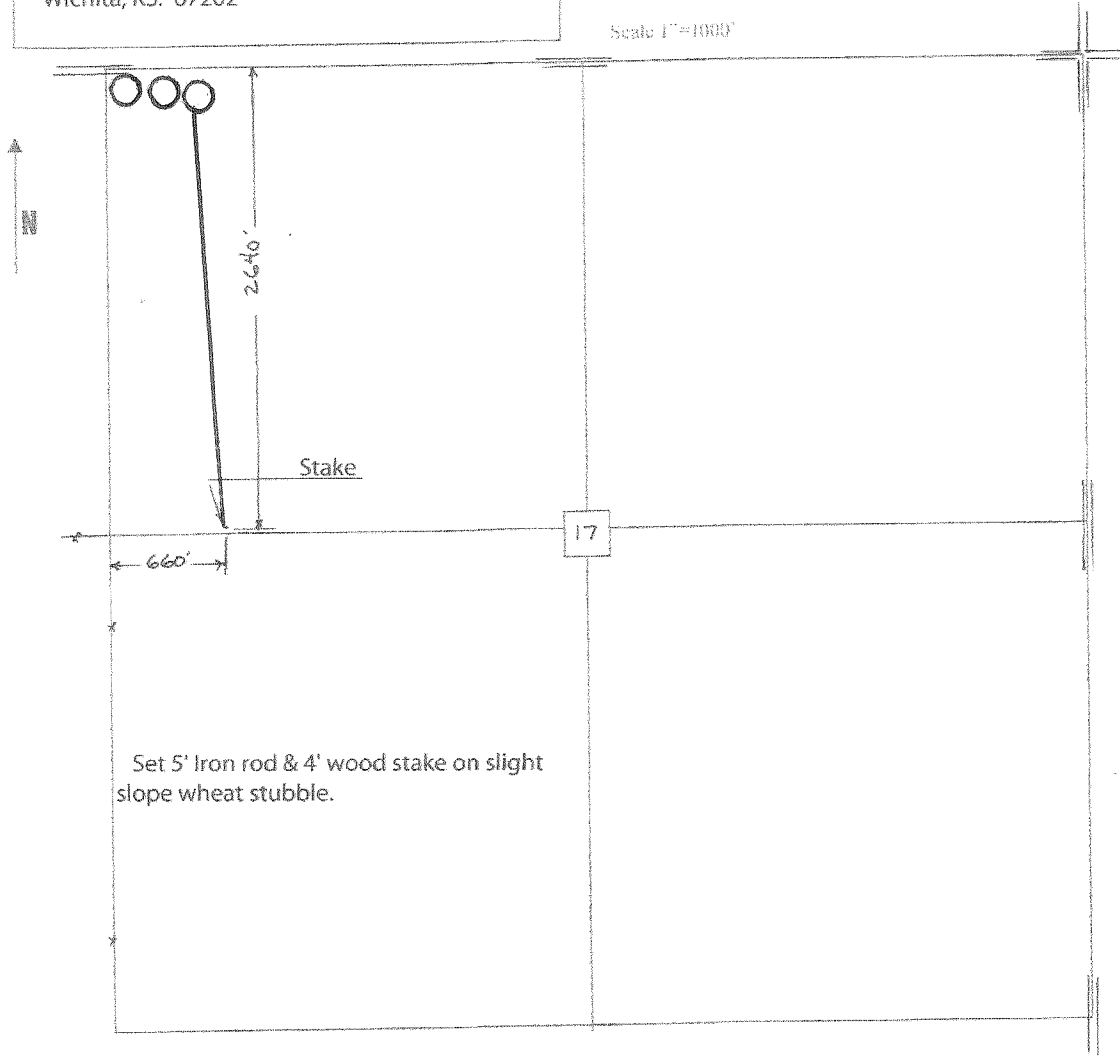 Wichita, KS. 67202
Scale 1"=1000'
N
2640'
Stake
17
660'
Set 5' Iron rod & 4' wood stake on slight
slope wheat stubble.